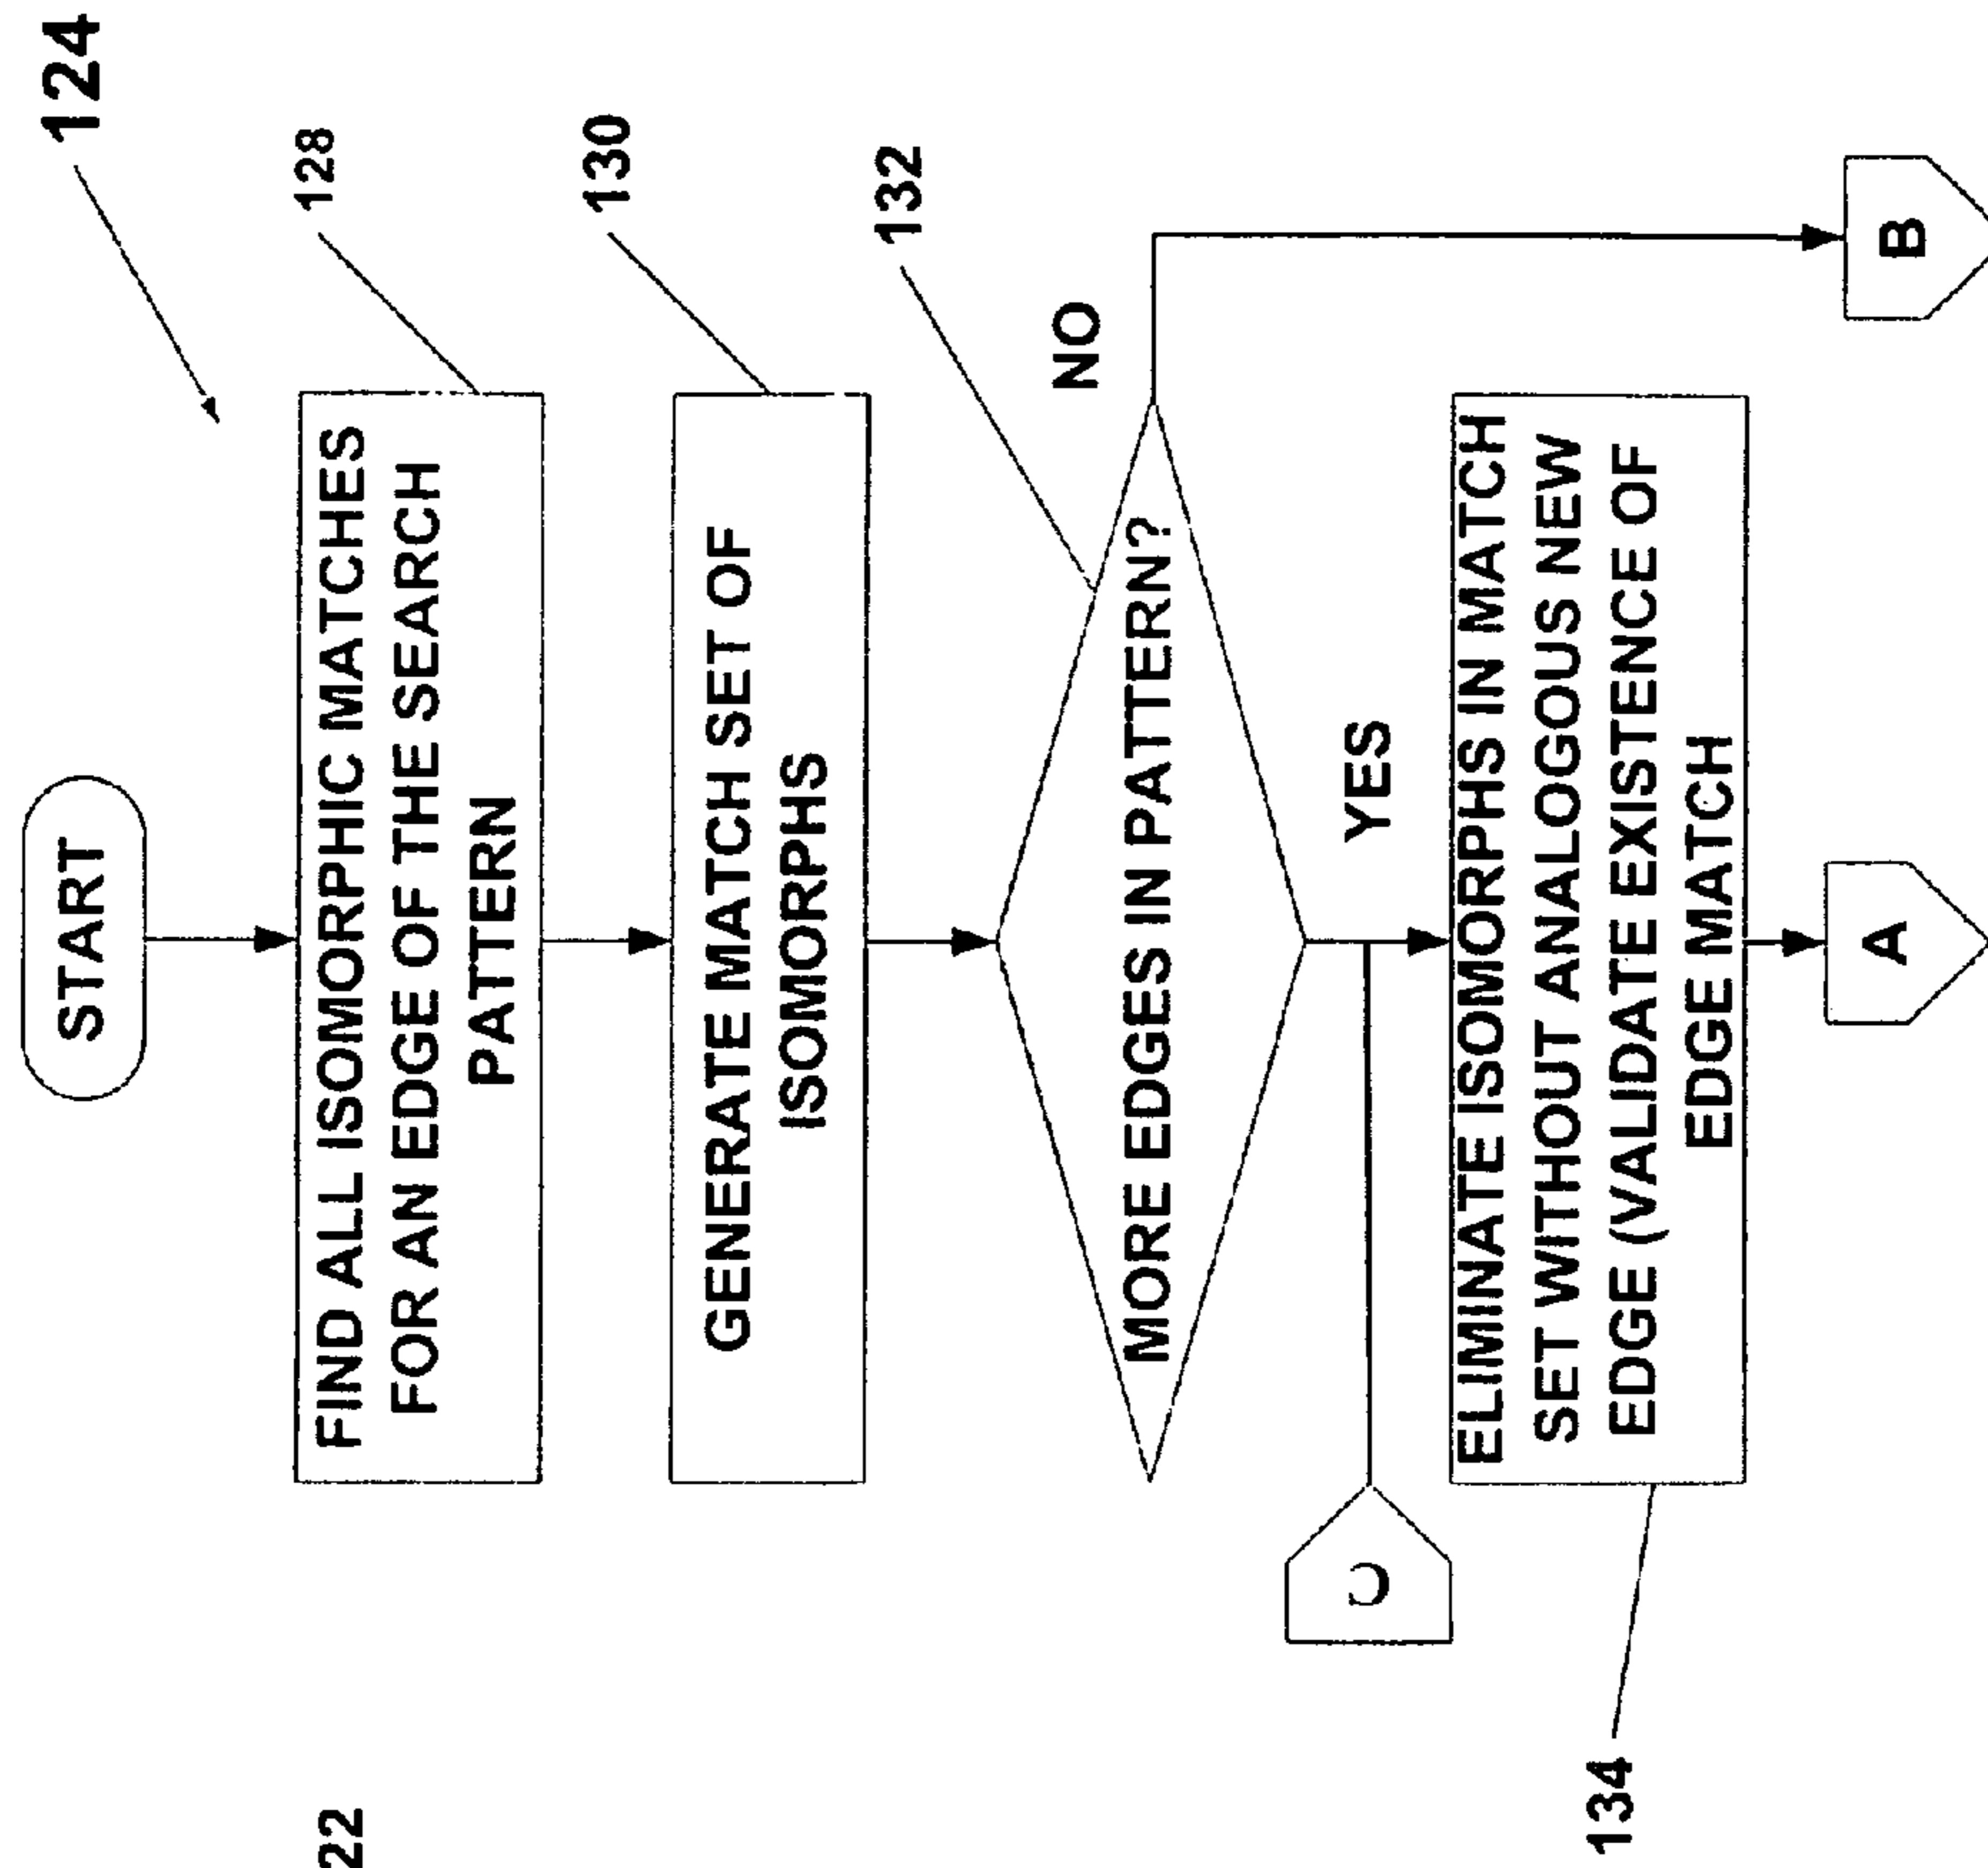 124
START
128
FIND ALL ISOMORPHIC MATCHES
FOR AN EDGE OF THE SEARCH
PATTERN
130
GENERATE MATCH SET OF
ISOMORPHS
132
MORE EDGES IN PATTERN?
NO
YES
C
B
134
ELIMINATE ISOMORPHS IN MATCH
SET WITHOUT ANALOGOUS NEW
EDGE (VALIDATE EXISTENCE OF
EDGE MATCH
A
22